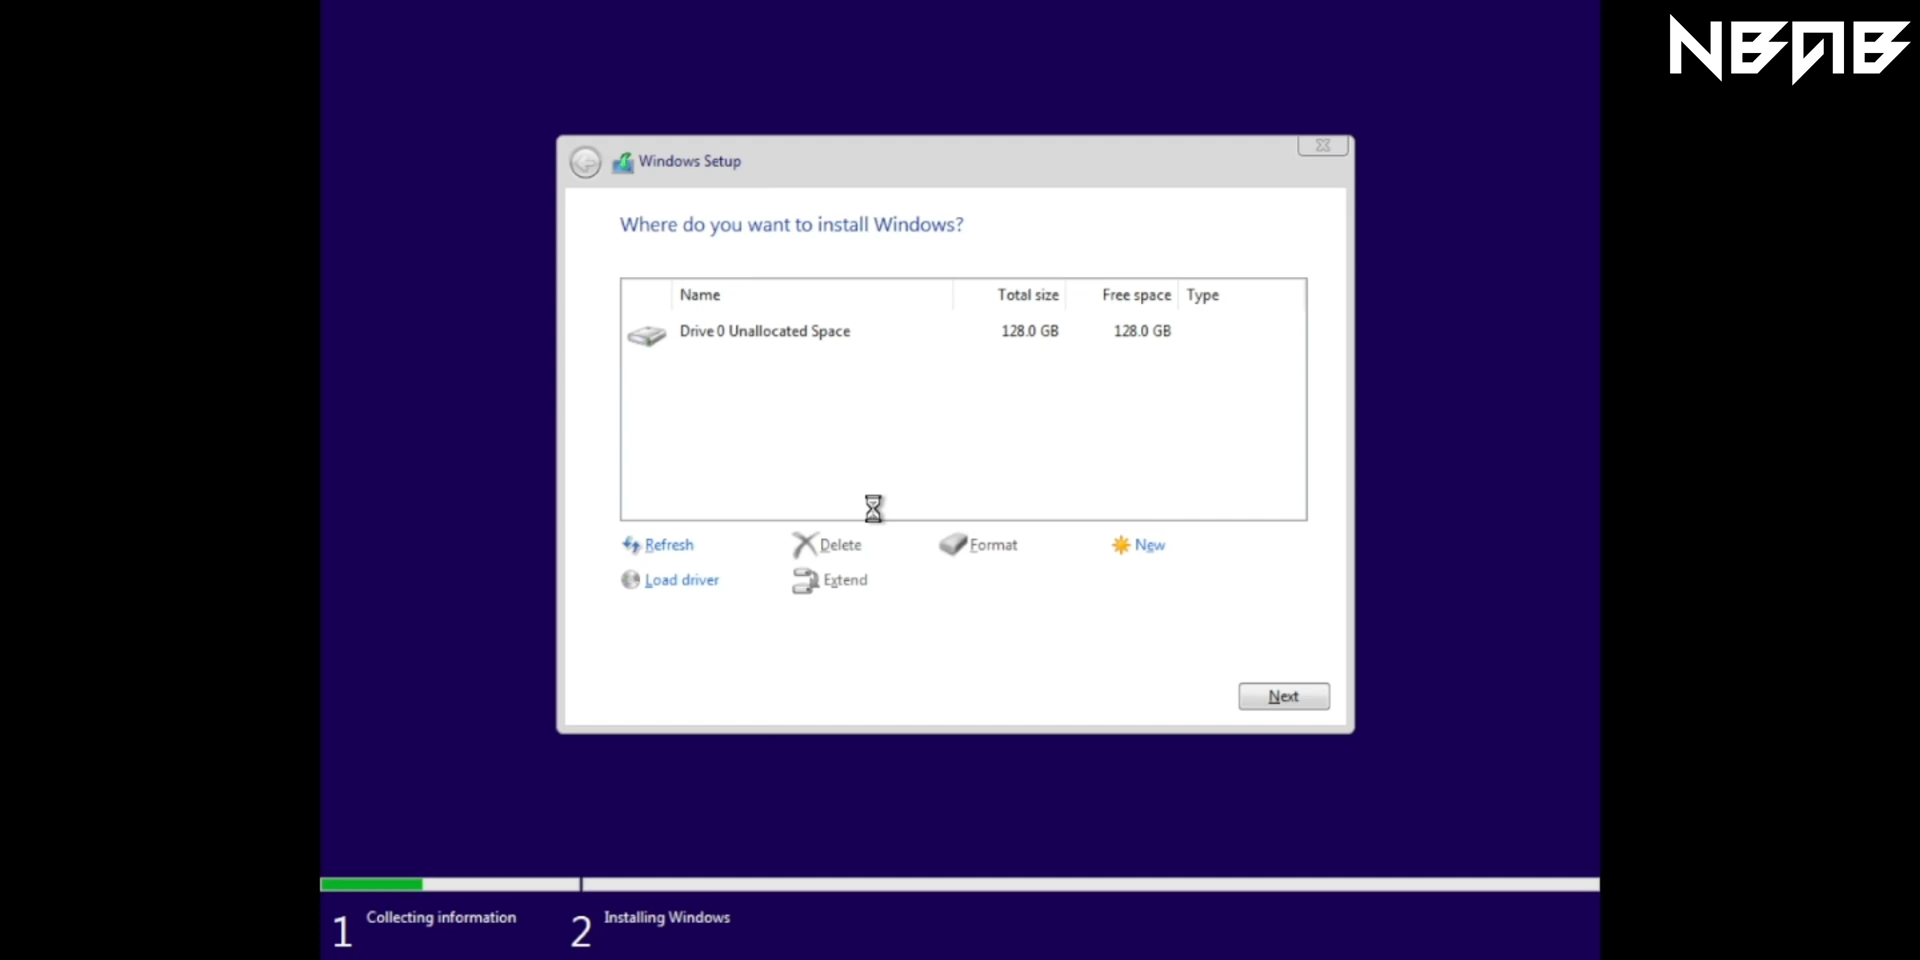 NBAB
Windows Setup
Where do you want to install Windows?
Name Total size Free space Type
Drive 0 Unallocated Space 128.0 GB 128.0 GB
Refresh Delete Format New
Load driver Extend
Next
1 Collecting information 2 Installing Windows